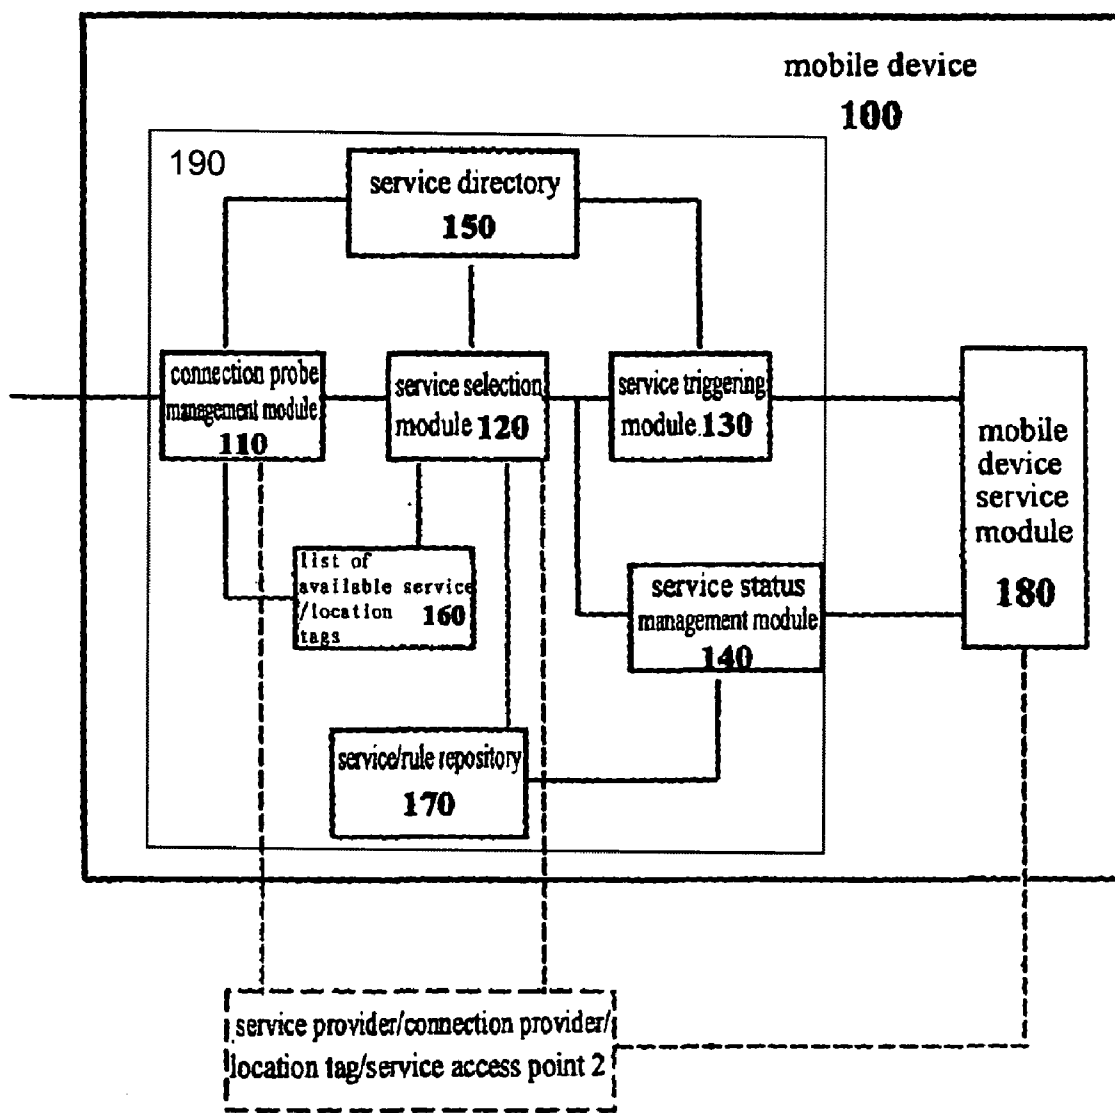 mobile device
100
190
service directory
150
connection probe
management module
110
service selection
module 120
service triggering
module 130
mobile
device
service
module
180
list of
available service
/location 160
tags
service status
management module
140
service/rule repository
170
service provider/connection provider/
location tag/service access point 2